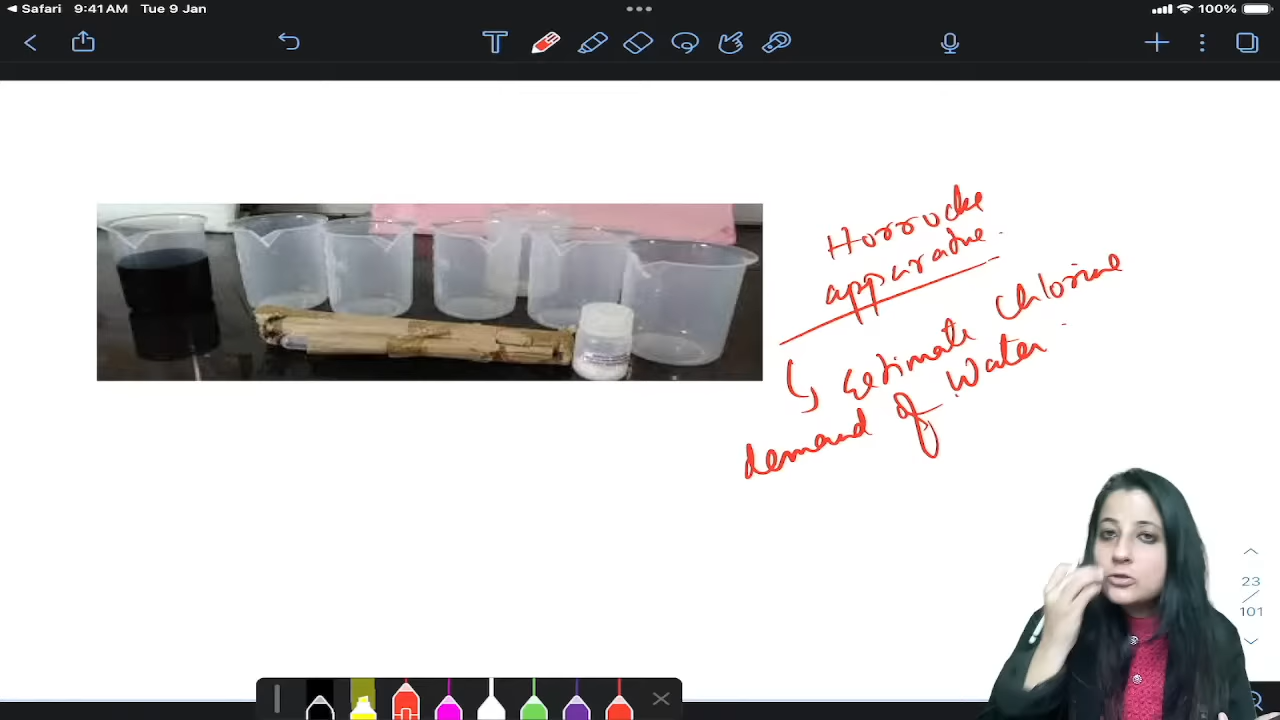 Safari 9:41 AM Tue 9 Jan
100%
T
Horrocks
apparatus
Estimate Chlorine
demand of Water
23
101